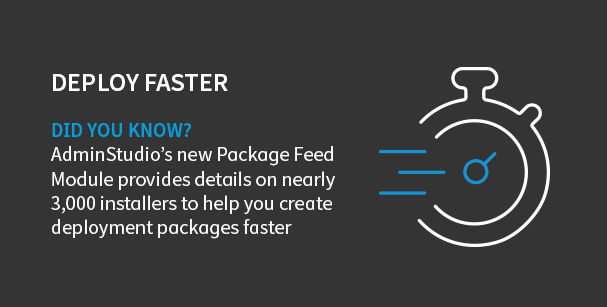 DEPLOY FASTER
DID YOU KNOW?
AdminStudio’s new Package Feed
Module provides details on nearly
3,000 installers to help you create
deployment packages faster